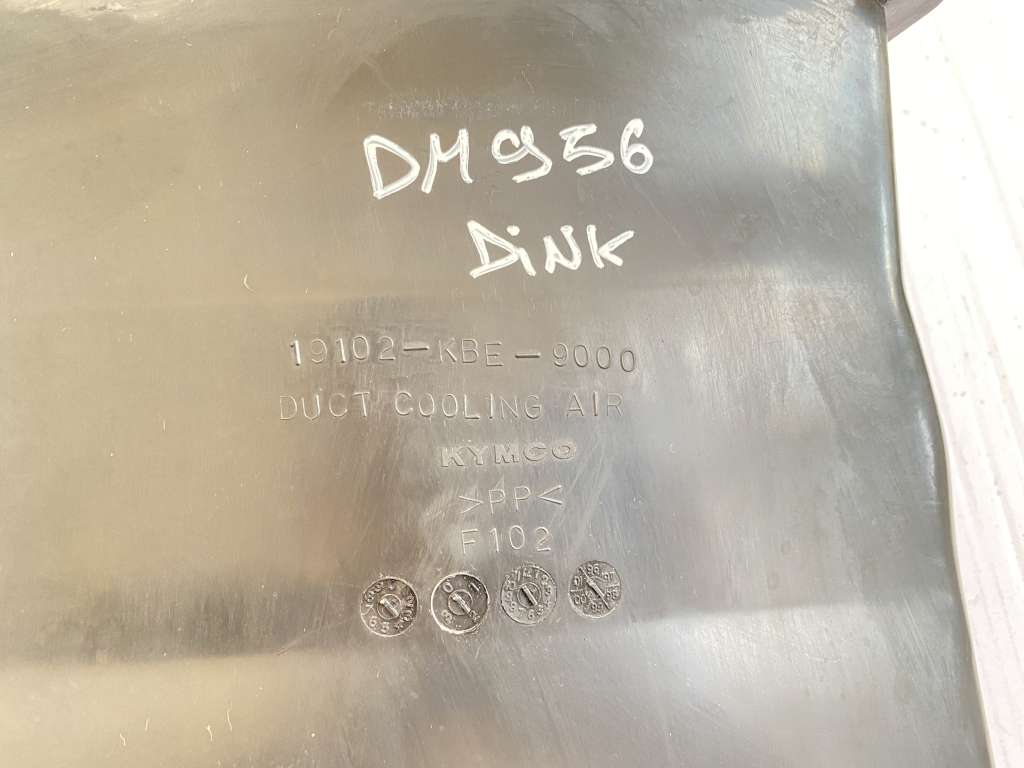 DM956
DiNK
19102-KBE-9000
DUCT COOLING AIR
KYMCO
>PP<
F102